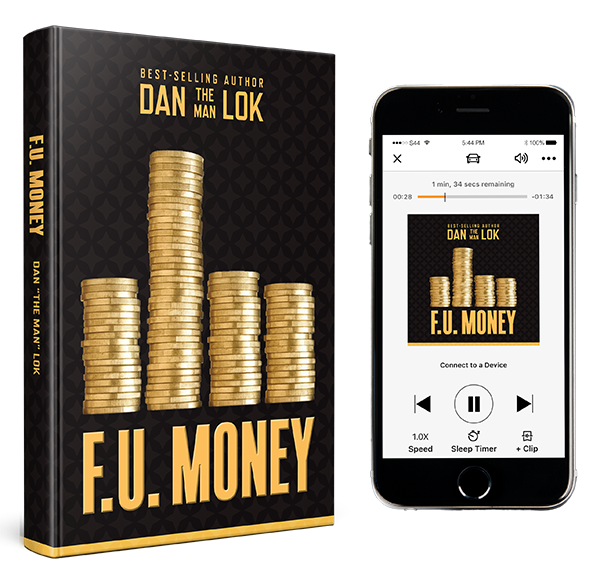 F.U. MONEY
DAN "THE MAN" LOK
BEST-SELLING AUTHOR
DAN THE MAN LOK
F.U. MONEY
S44
5:44 PM
100%
1 min, 34 secs remaining
00:28
-01:34
BEST-SELLING AUTHOR
DAN THE MAN LOK
F.U. MONEY
Connect to a Device
1.0X
Speed
Sleep Timer
+ Clip